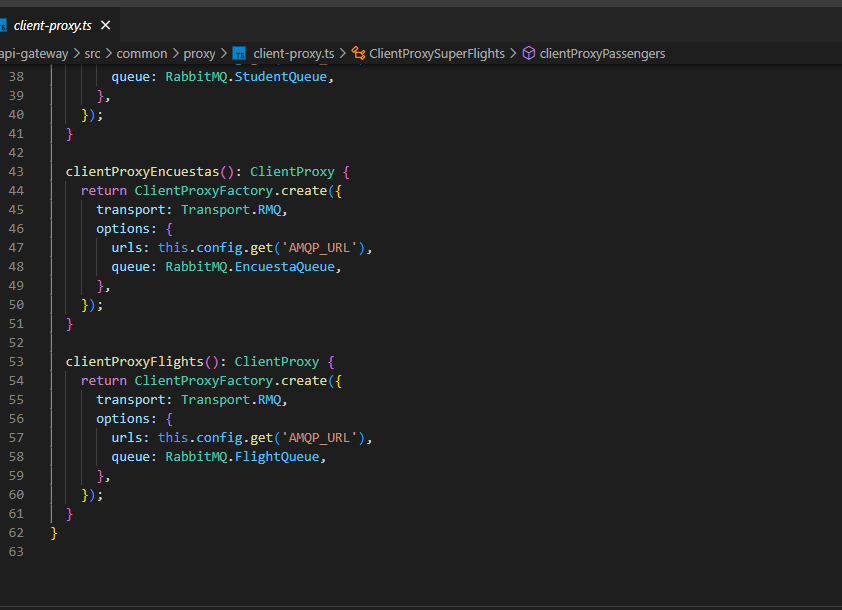 client-proxy.ts
api-gateway > src > common > proxy > client-proxy.ts > ClientProxySuperFlights > clientProxyPassengers
38 queue: RabbitMQ.StudentQueue,
39 },
40 });
41 }
42
43 clientProxyEncuestas(): ClientProxy {
44 return ClientProxyFactory.create({
45 transport: Transport.RMQ,
46 options: {
47 urls: this.config.get('AMQP_URL'),
48 queue: RabbitMQ.EncuestaQueue,
49 },
50 });
51 }
52
53 clientProxyFlights(): ClientProxy {
54 return ClientProxyFactory.create({
55 transport: Transport.RMQ,
56 options: {
57 urls: this.config.get('AMQP_URL'),
58 queue: RabbitMQ.FlightQueue,
59 },
60 });
61 }
62 }
63